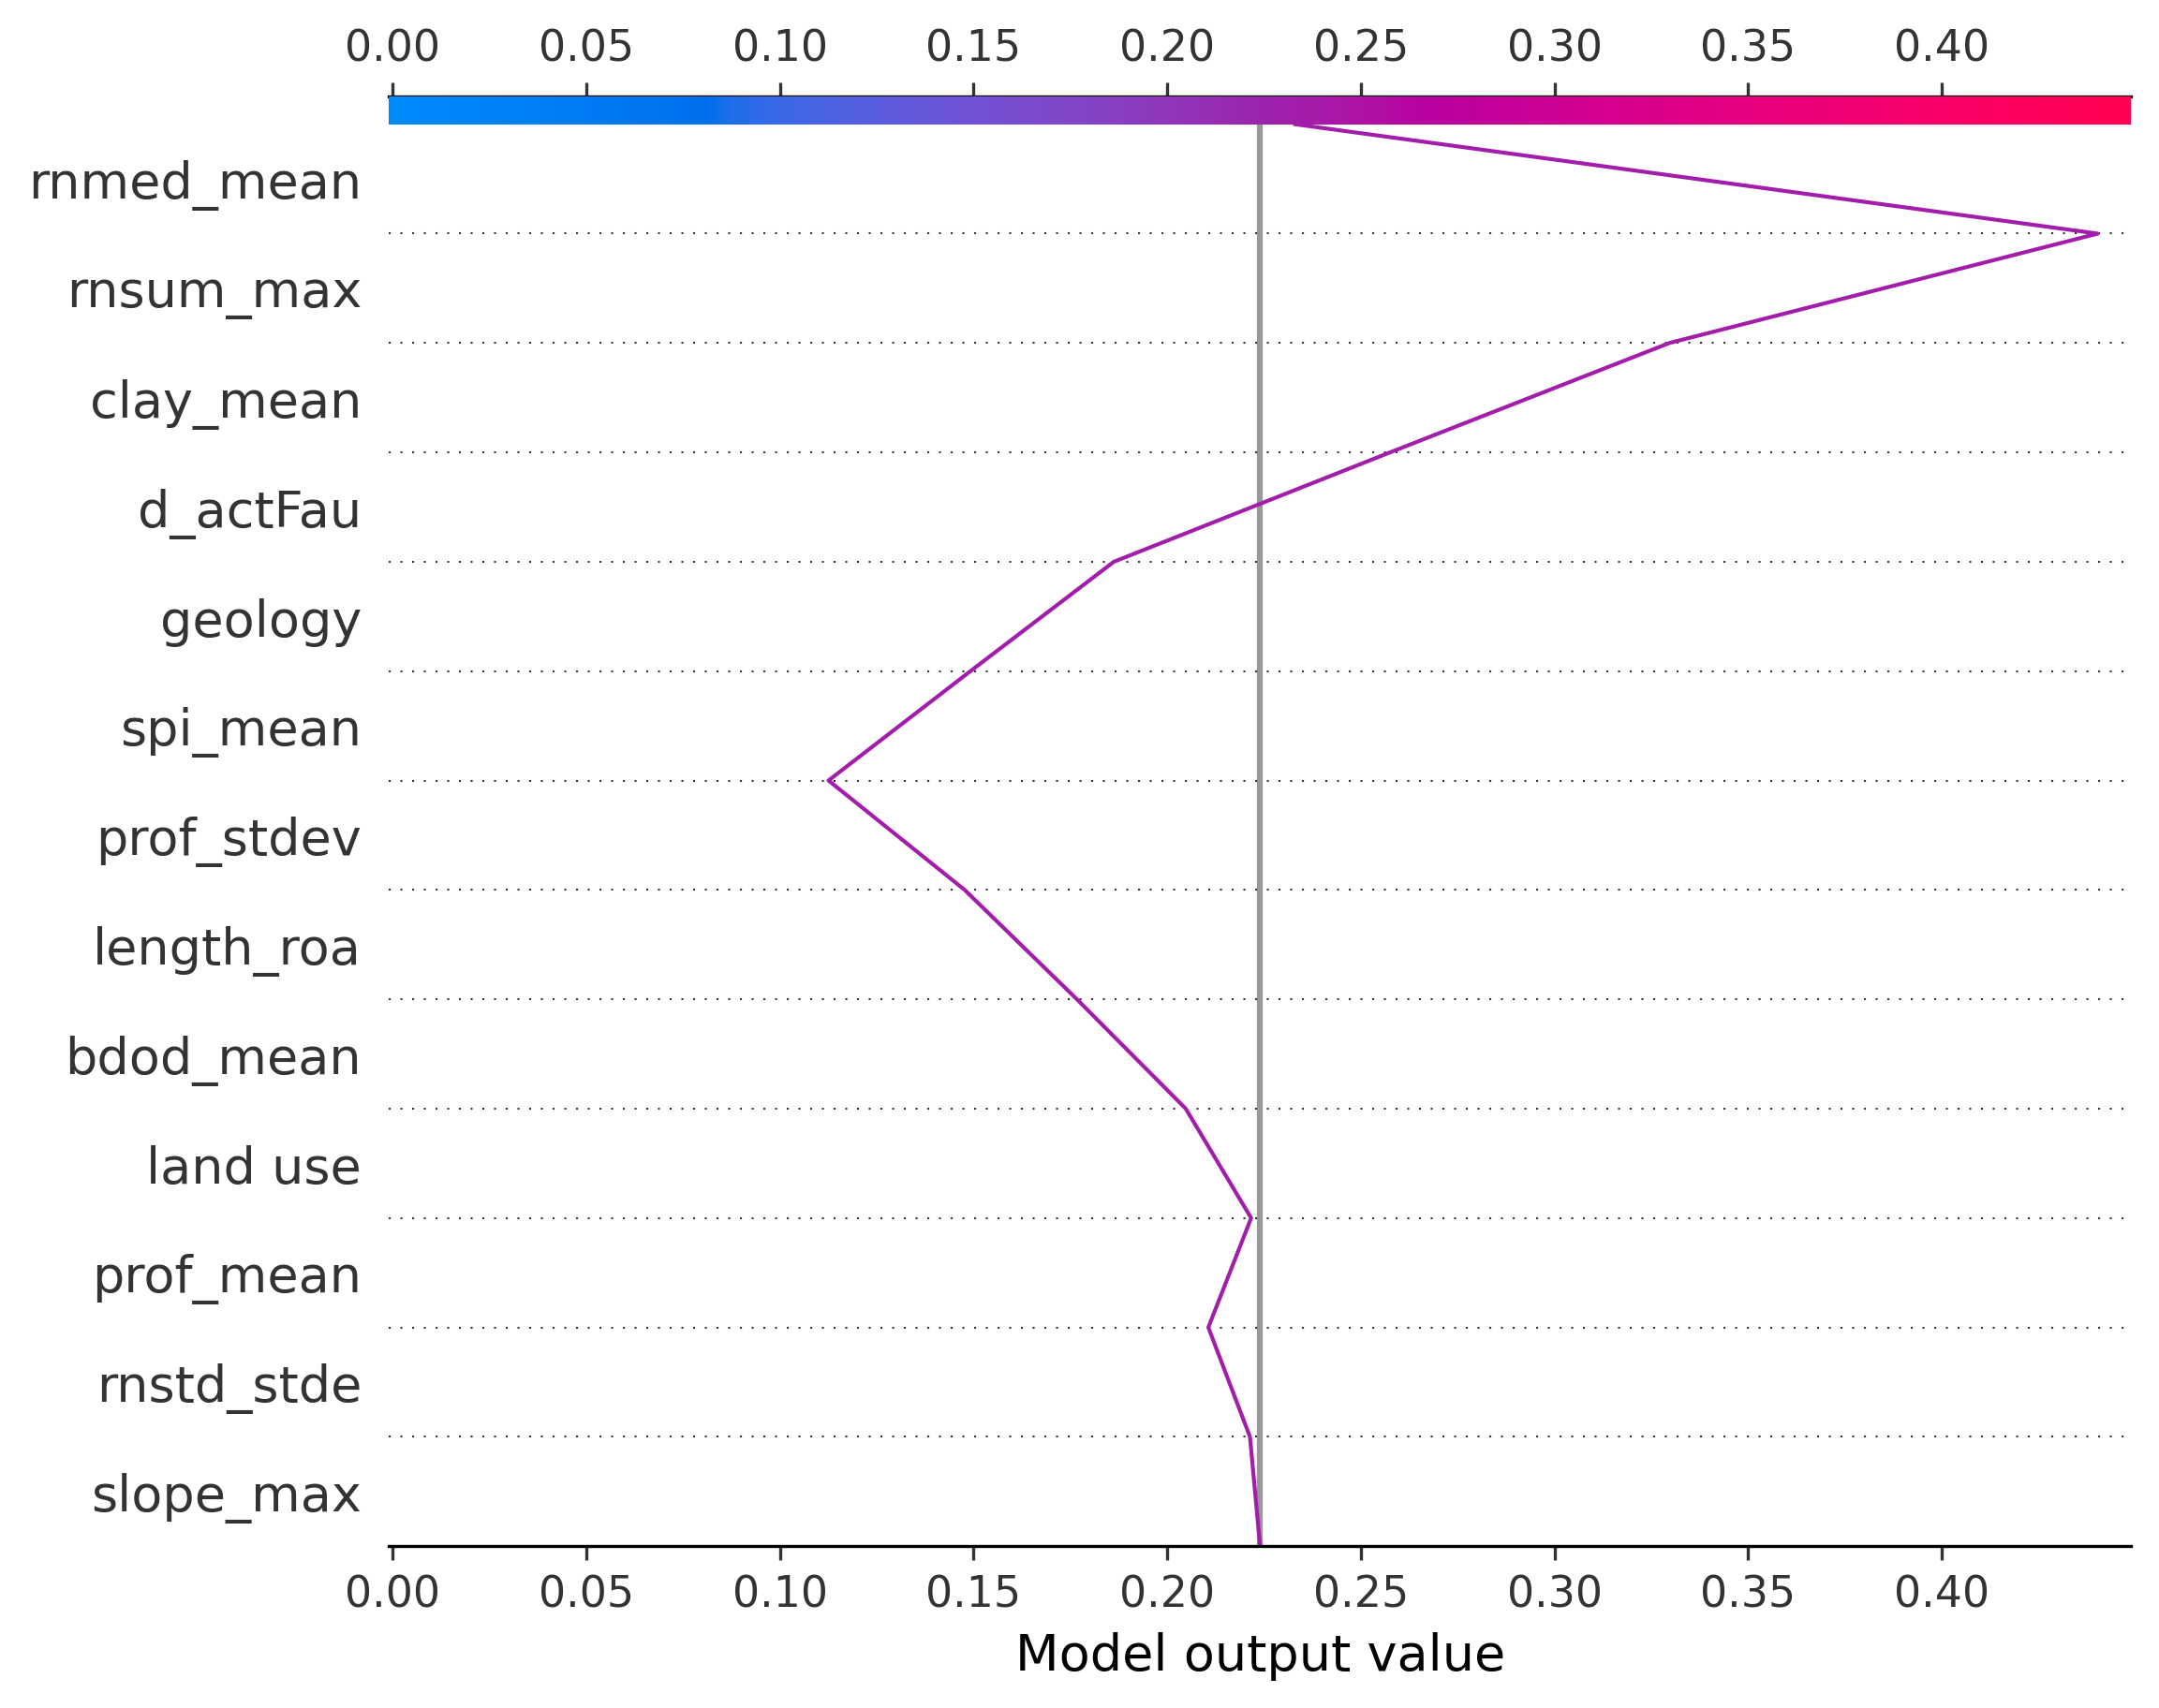 0.00 0.05 0.10 0.15 0.20 0.25 0.30 0.35 0.40
rnmed_mean
rnsum_max
clay_mean
d_actFau
geology
spi_mean
prof_stdev
length_roa
bdod_mean
land use
prof_mean
rnstd_stde
slope_max
0.00 0.05 0.10 0.15 0.20 0.25 0.30 0.35 0.40
Model output value